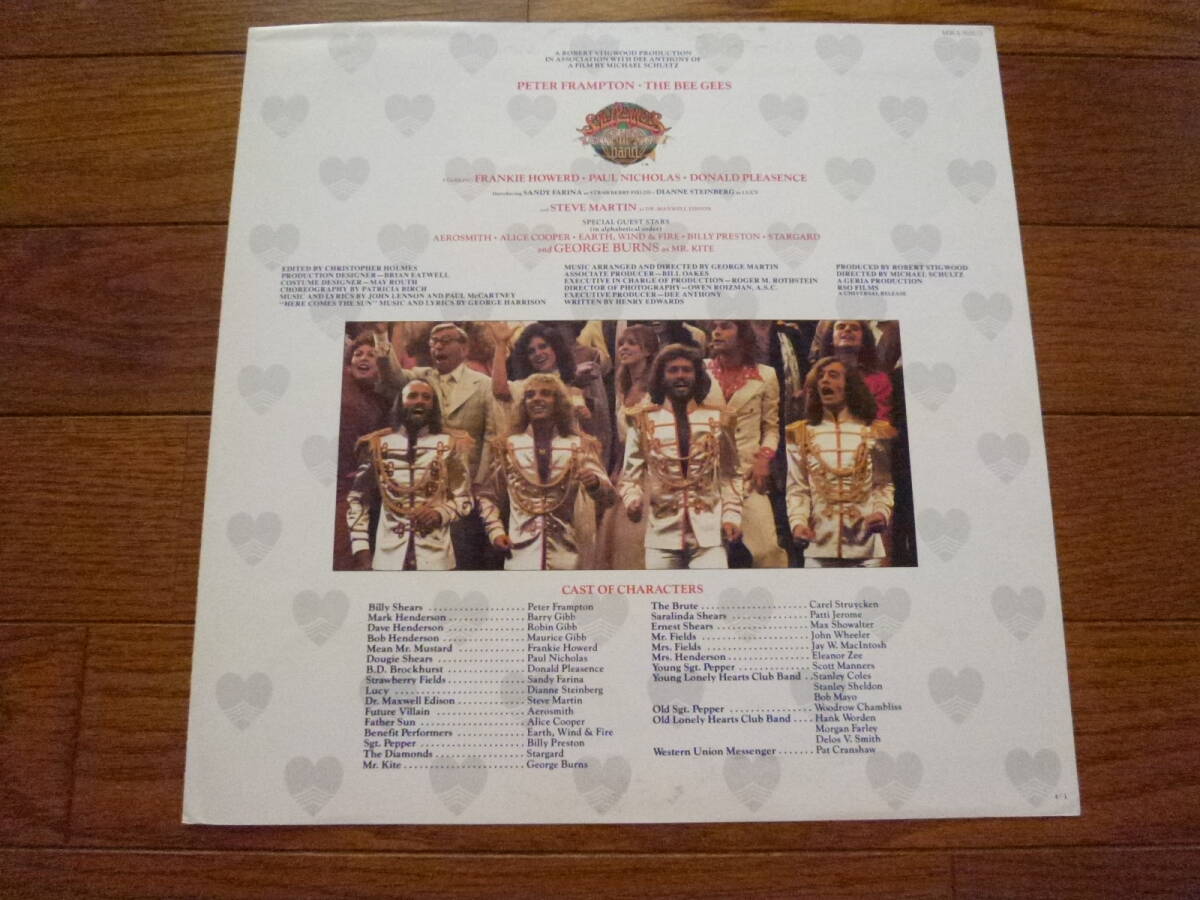 A ROBERT STIGWOOD PRODUCTION
IN ASSOCIATION WITH DEE ANTHONY OF
A FILM BY MICHAEL SCHULTZ
PETER FRAMPTON · THE BEE GEES
Sgt. Pepper's
band
FRANKIE HOWERD · PAUL NICHOLAS · DONALD PLEASENCE
Introducing SANDY FARINA as STRAWBERRY FIELDS · DIANNE STEINBERG as LUCY
and STEVE MARTIN as DR. MAXWELL EDISON
SPECIAL GUEST STARS
(in alphabetical order)
AEROSMITH · ALICE COOPER · EARTH, WIND & FIRE · BILLY PRESTON · STARGARD
and GEORGE BURNS as MR. KITE
EDITED BY CHRISTOPHER HOLMES
PRODUCTION DESIGNER—BRIAN EATWELL
COSTUME DESIGNER—MAY ROUTH
CHOREOGRAPHY BY PATRICIA BIRCH
MUSIC AND LYRICS BY JOHN LENNON AND PAUL McCARTNEY
"HERE COMES THE SUN" MUSIC AND LYRICS BY GEORGE HARRISON
MUSIC ARRANGED AND DIRECTED BY GEORGE MARTIN
ASSOCIATE PRODUCER—BILL OAKES
EXECUTIVE IN CHARGE OF PRODUCTION—ROGER M. ROTHSTEIN
DIRECTOR OF PHOTOGRAPHY—OWEN ROIZMAN, A.S.C.
EXECUTIVE PRODUCER—DEE ANTHONY
WRITTEN BY HENRY EDWARDS
PRODUCED BY ROBERT STIGWOOD
DIRECTED BY MICHAEL SCHULTZ
A GERIA PRODUCTION
RSO FILMS
A UNIVERSAL RELEASE
CAST OF CHARACTERS
Billy Shears ..................... Peter Frampton
Mark Henderson ................. Barry Gibb
Dave Henderson ................. Robin Gibb
Bob Henderson .................. Maurice Gibb
Mean Mr. Mustard ............... Frankie Howerd
Dougie Shears ................... Paul Nicholas
B.D. Brockhurst ................. Donald Pleasence
Strawberry Fields ................ Sandy Farina
Lucy ............................ Dianne Steinberg
Dr. Maxwell Edison .............. Steve Martin
Future Villain ................... Aerosmith
Father Sun ...................... Alice Cooper
Benefit Performers ............... Earth, Wind & Fire
Sgt. Pepper ..................... Billy Preston
The Diamonds ................... Stargard
Mr. Kite ......................... George Burns
The Brute ....................... Carel Struycken
Saralinda Shears ................. Patti Jerome
Ernest Shears .................... Max Showalter
Mr. Fields ....................... John Wheeler
Mrs. Fields ...................... Jay W. MacIntosh
Mrs. Henderson .................. Eleanor Zee
Young Sgt. Pepper ............... Scott Manners
Young Lonely Hearts Club Band .. Stanley Coles
Stanley Sheldon
Bob Mayo
Old Sgt. Pepper ................. Woodrow Chambliss
Old Lonely Hearts Club Band .... Hank Worden
Morgan Farley
Delos V. Smith
Western Union Messenger ....... Pat Cranshaw